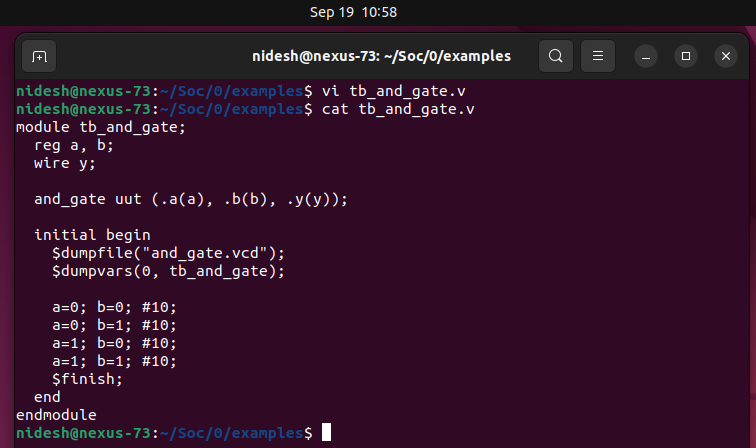 Sep 19 10:58
nidesh@nexus-73: ~/Soc/0/examples
nidesh@nexus-73:~/Soc/0/examples$ vi tb_and_gate.v
nidesh@nexus-73:~/Soc/0/examples$ cat tb_and_gate.v
module tb_and_gate;
  reg a, b;
  wire y;

  and_gate uut (.a(a), .b(b), .y(y));

  initial begin
    $dumpfile("and_gate.vcd");
    $dumpvars(0, tb_and_gate);

    a=0; b=0; #10;
    a=0; b=1; #10;
    a=1; b=0; #10;
    a=1; b=1; #10;
    $finish;
  end
endmodule
nidesh@nexus-73:~/Soc/0/examples$